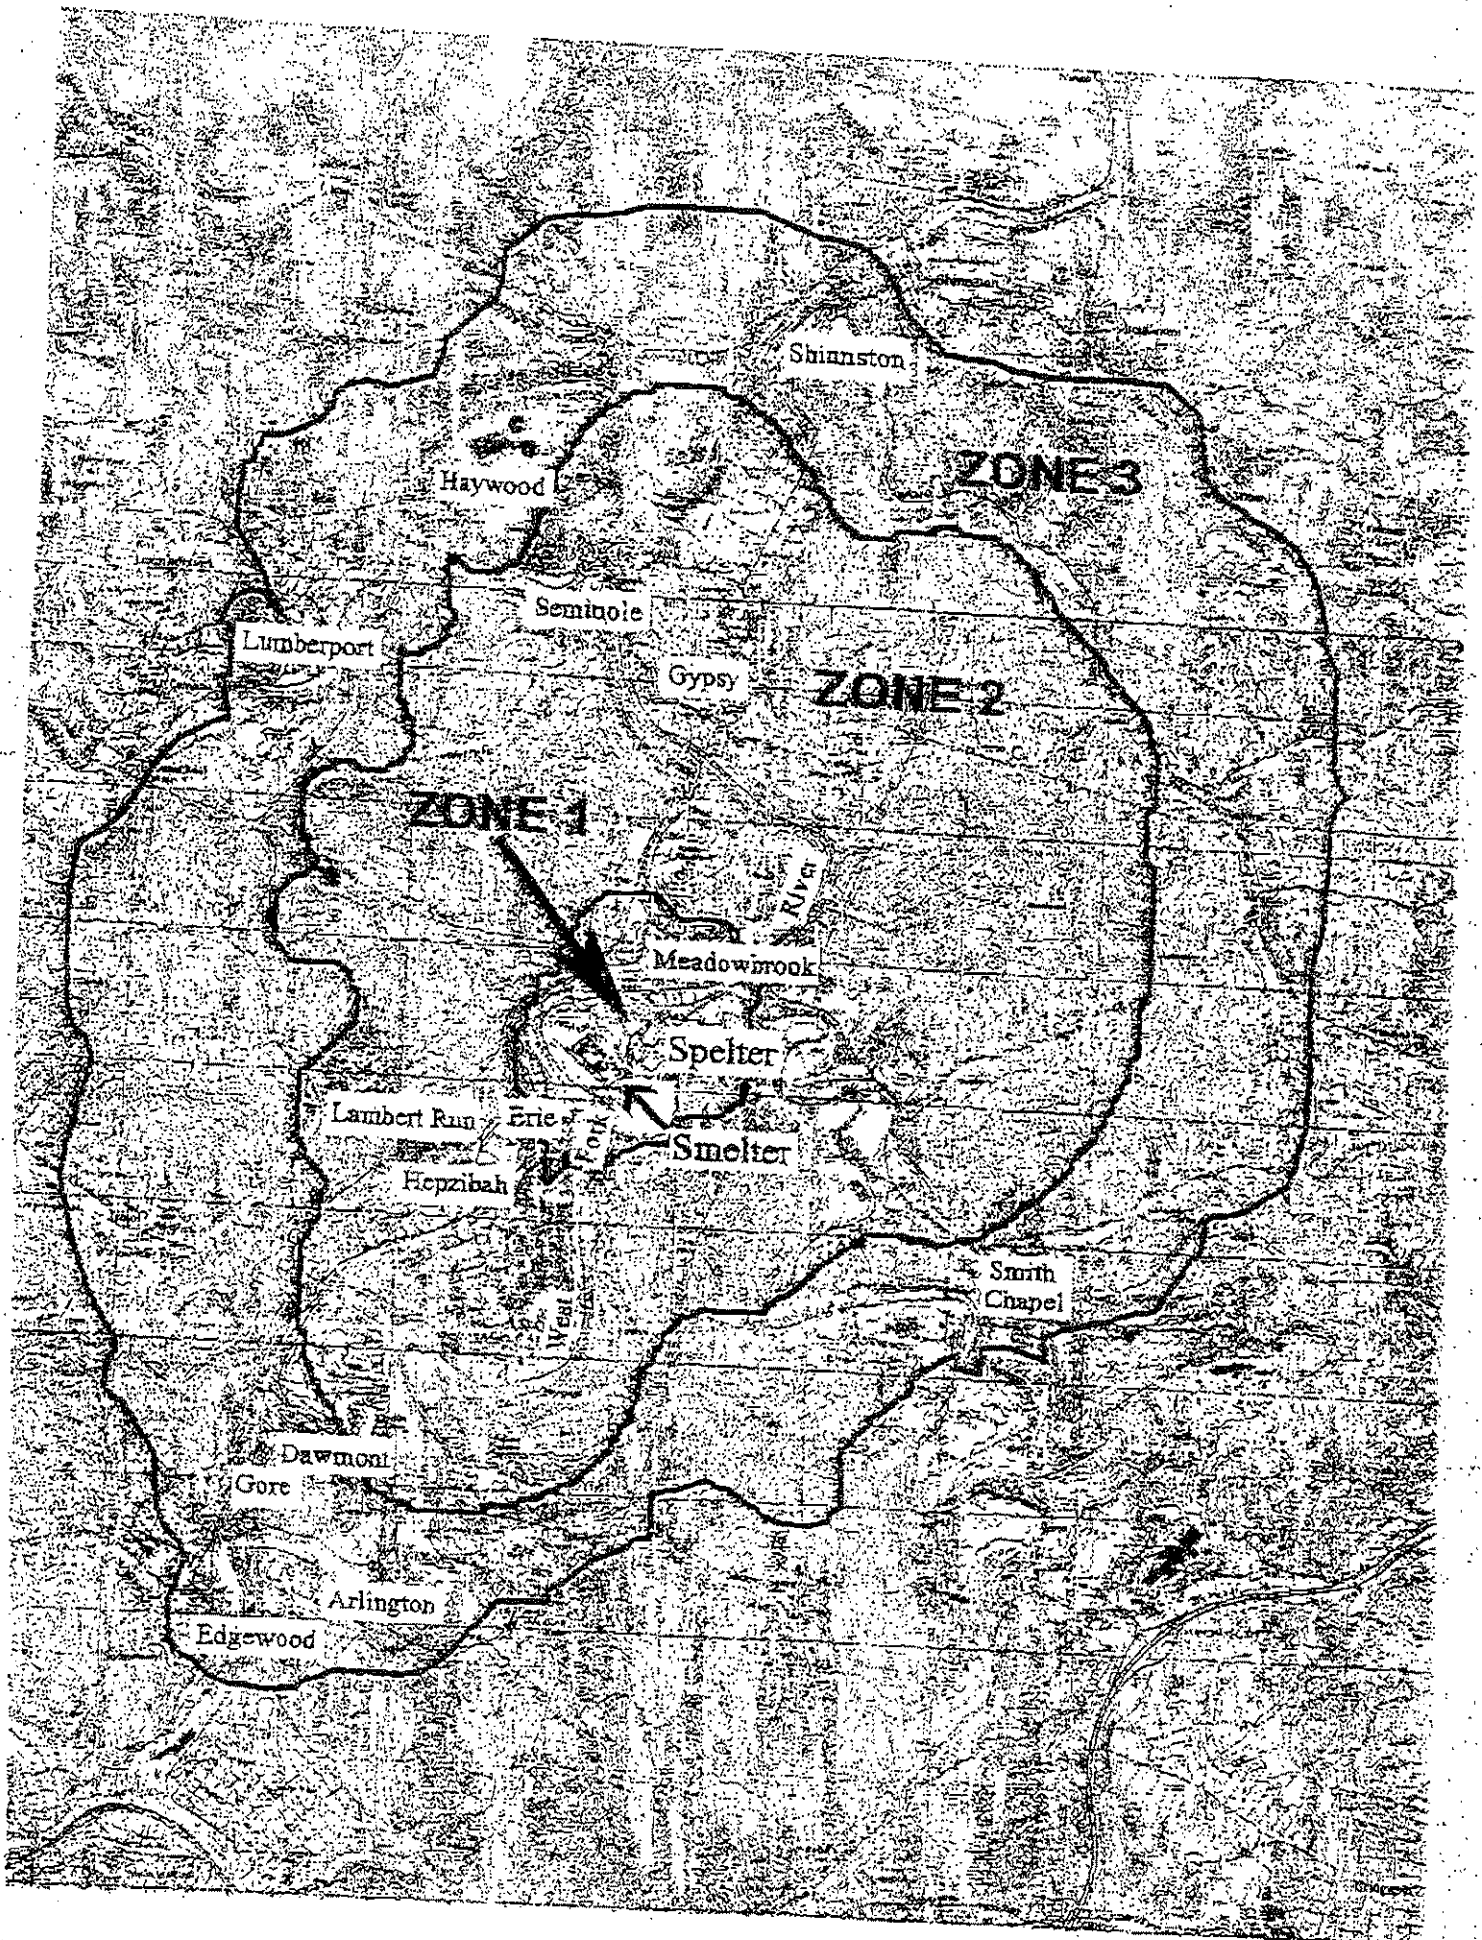 Shinnston
ZONE 3
Haywood
Seminole
Lumberport
Gypsy
ZONE 2
ZONE 1
River
Meadowbrook
Spelter
Lambert Run
Erie
Fork
Smelter
Hepzibah
West
Smith
Chapel
Dawmont
Gore
Arlington
Edgewood